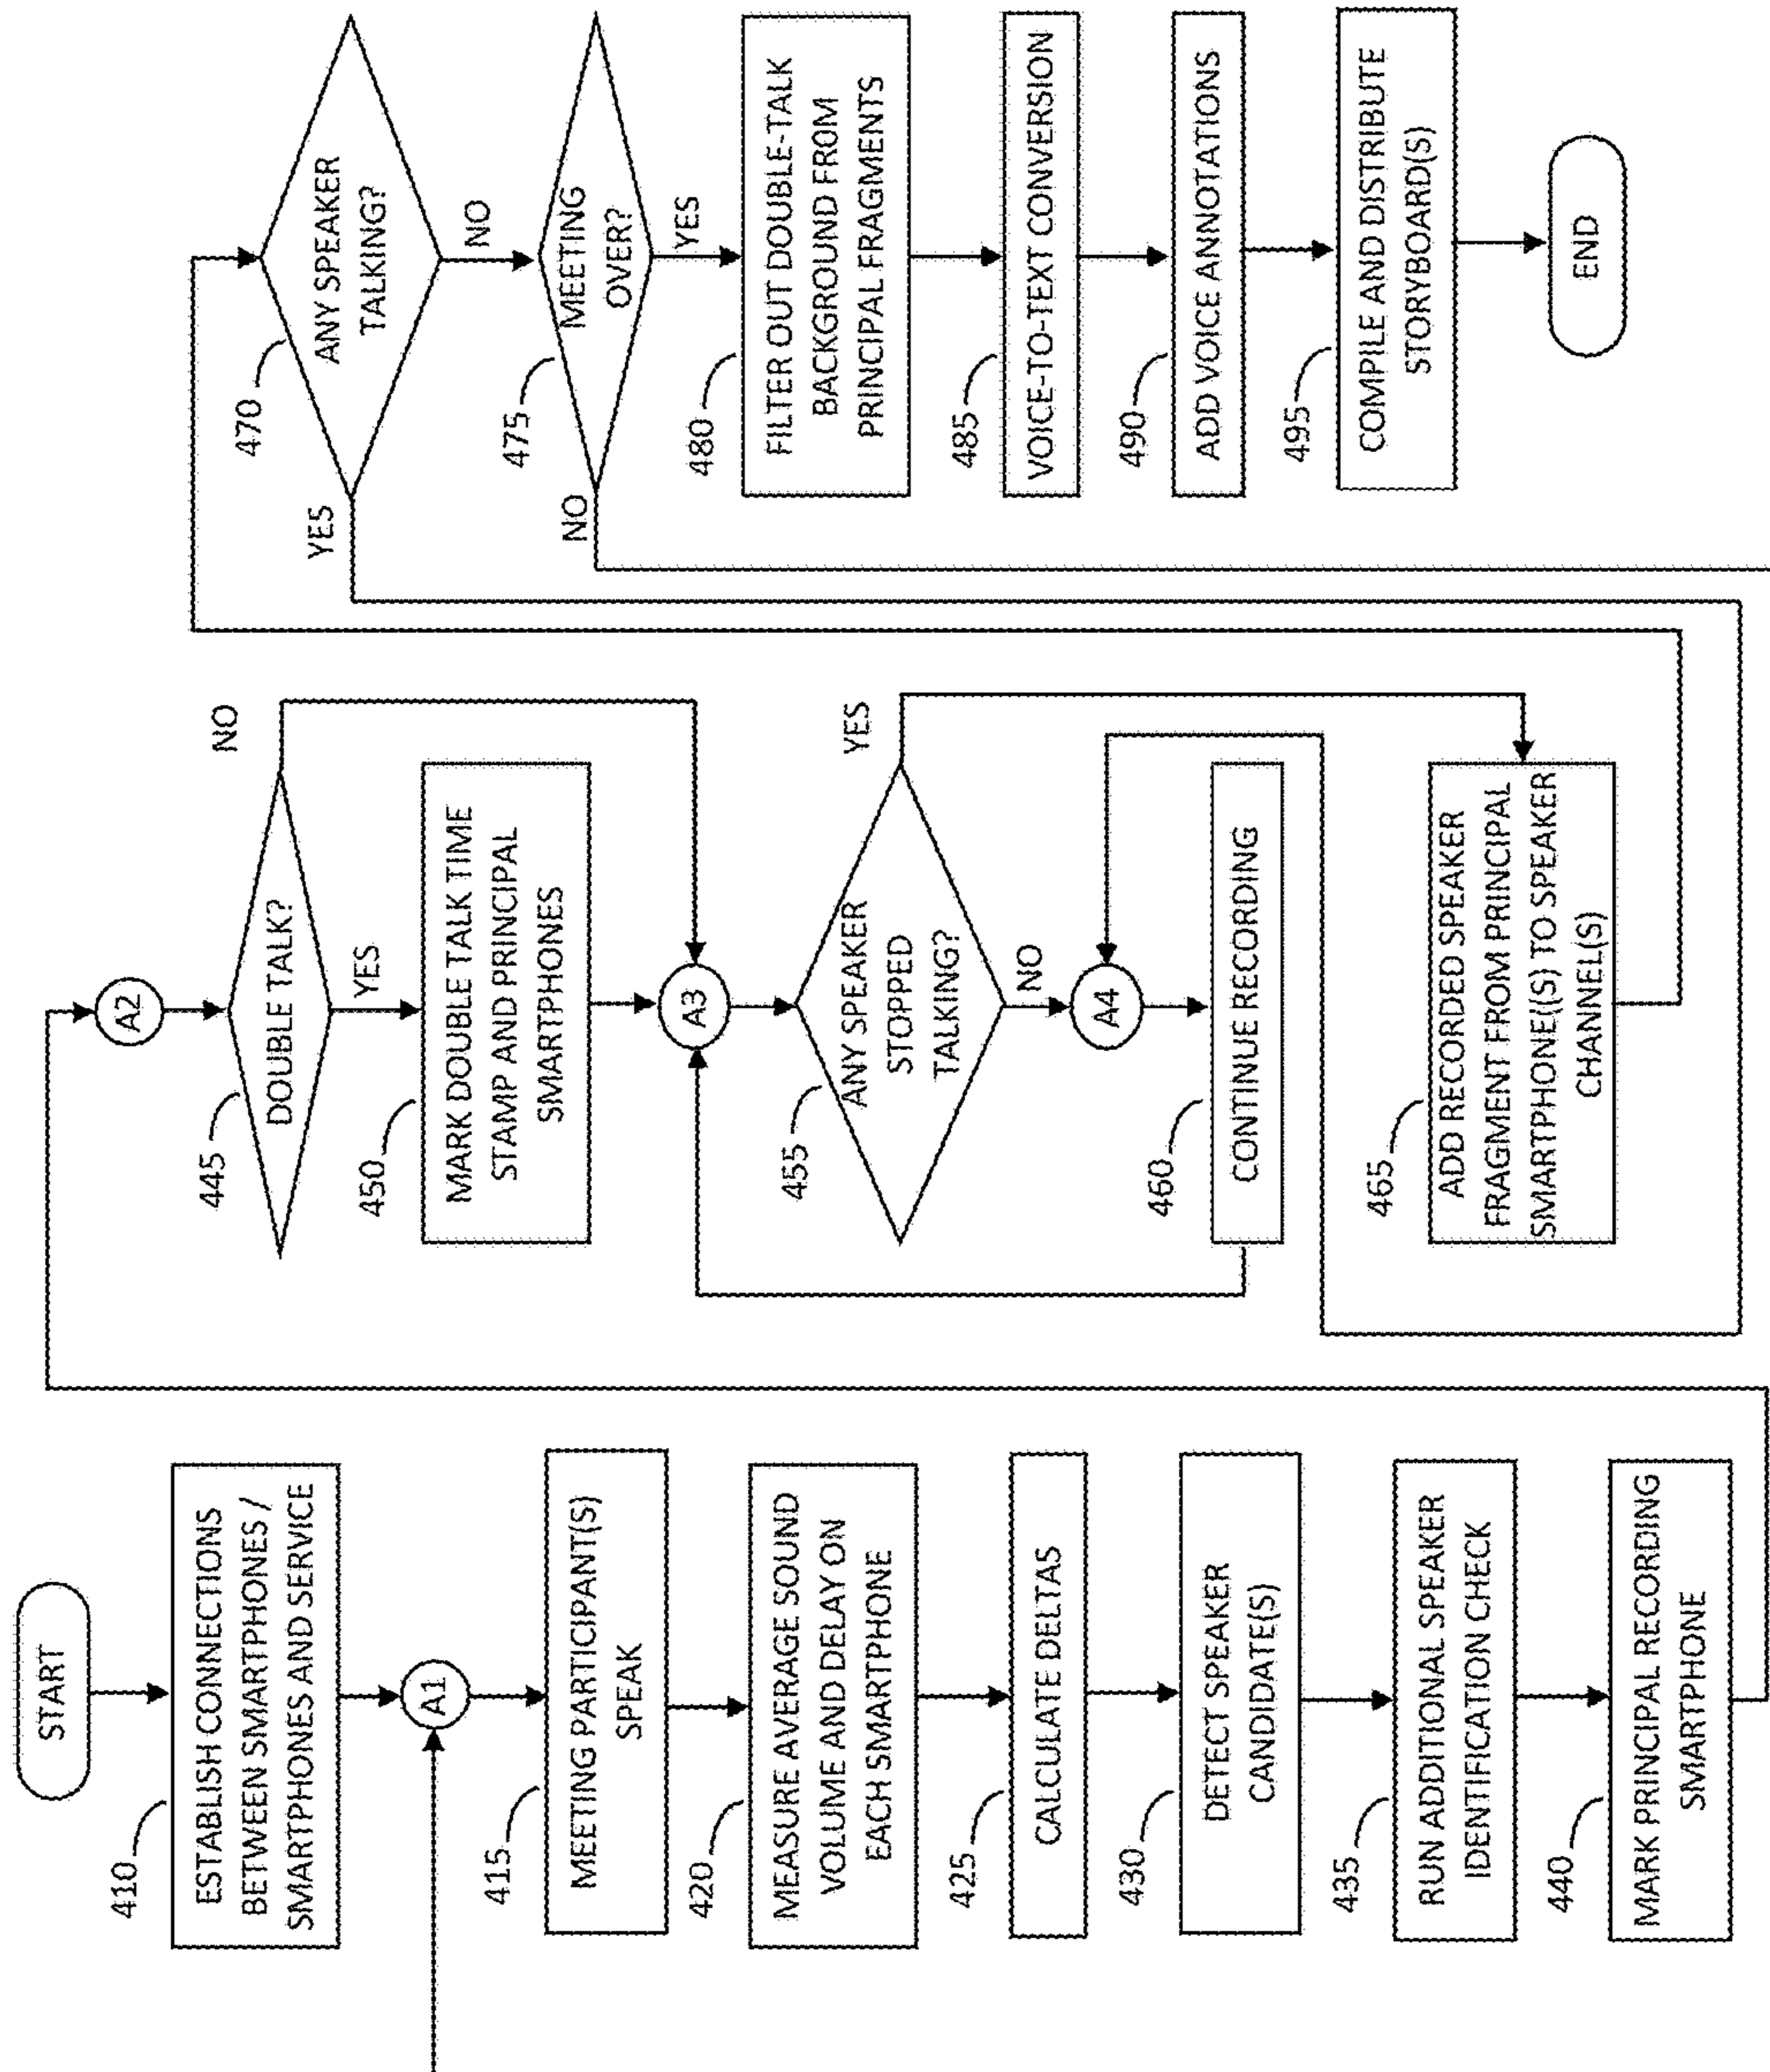 START
410
ESTABLISH CONNECTIONS
BETWEEN SMARTPHONES /
SMARTPHONES AND SERVICE
A1
415
MEETING PARTICIPANT(S)
SPEAK
420
MEASURE AVERAGE SOUND
VOLUME AND DELAY ON
EACH SMARTPHONE
425
CALCULATE DELTAS
430
DETECT SPEAKER
CANDIDATE(S)
435
RUN ADDITIONAL SPEAKER
IDENTIFICATION CHECK
440
MARK PRINCIPAL RECORDING
SMARTPHONE
A2
445
DOUBLE TALK?
NO
YES
450
MARK DOUBLE TALK TIME
STAMP AND PRINCIPAL
SMARTPHONES
A3
455
ANY SPEAKER
STOPPED
TALKING?
YES
NO
A4
460
CONTINUE RECORDING
465
ADD RECORDED SPEAKER
FRAGMENT FROM PRINCIPAL
SMARTPHONE((S) TO SPEAKER
CHANNEL(S)
470
ANY SPEAKER
TALKING?
YES
NO
475
MEETING
OVER?
NO
YES
480
FILTER OUT DOUBLE-TALK
BACKGROUND FROM
PRINCIPAL FRAGMENTS
485
VOICE-TO-TEXT CONVERSION
490
ADD VOICE ANNOTATIONS
495
COMPILE AND DISTRIBUTE
STORYBOARD(S)
END